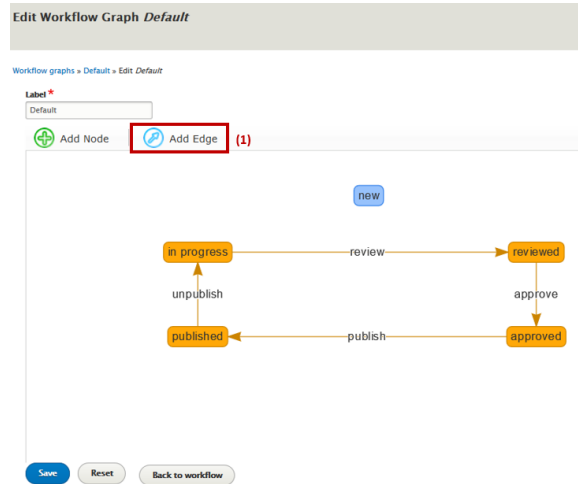 Edit Workflow Graph Default
Workflow graphs » Default » Edit Default
Label *
Default
Add Node Add Edge (1)
new
in progress review reviewed
unpublish approve
published publish approved
Save Reset Back to workflow